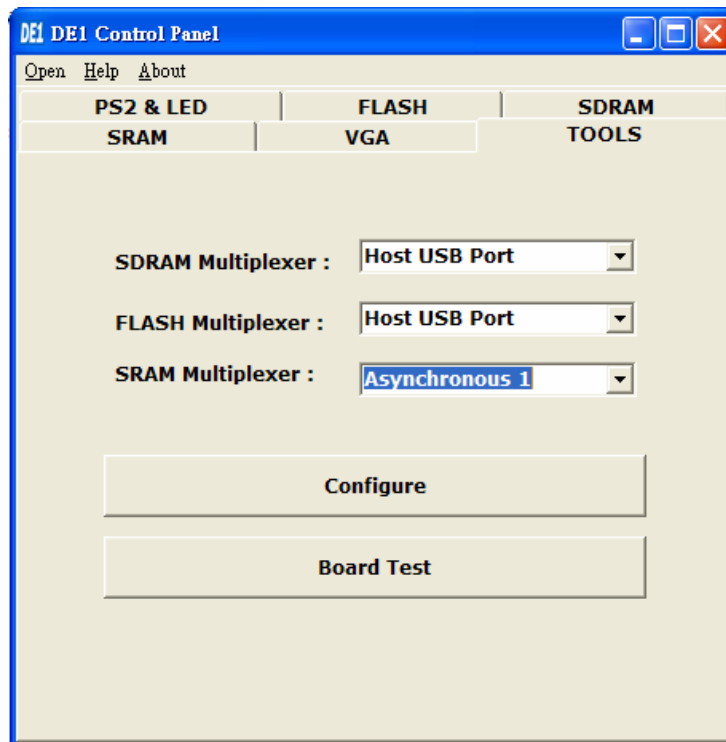 DE1 DE1 Control Panel
Open Help About
PS2 & LED FLASH SDRAM
SRAM VGA TOOLS
SDRAM Multiplexer : Host USB Port
FLASH Multiplexer : Host USB Port
SRAM Multiplexer : Asynchronous 1
Configure
Board Test